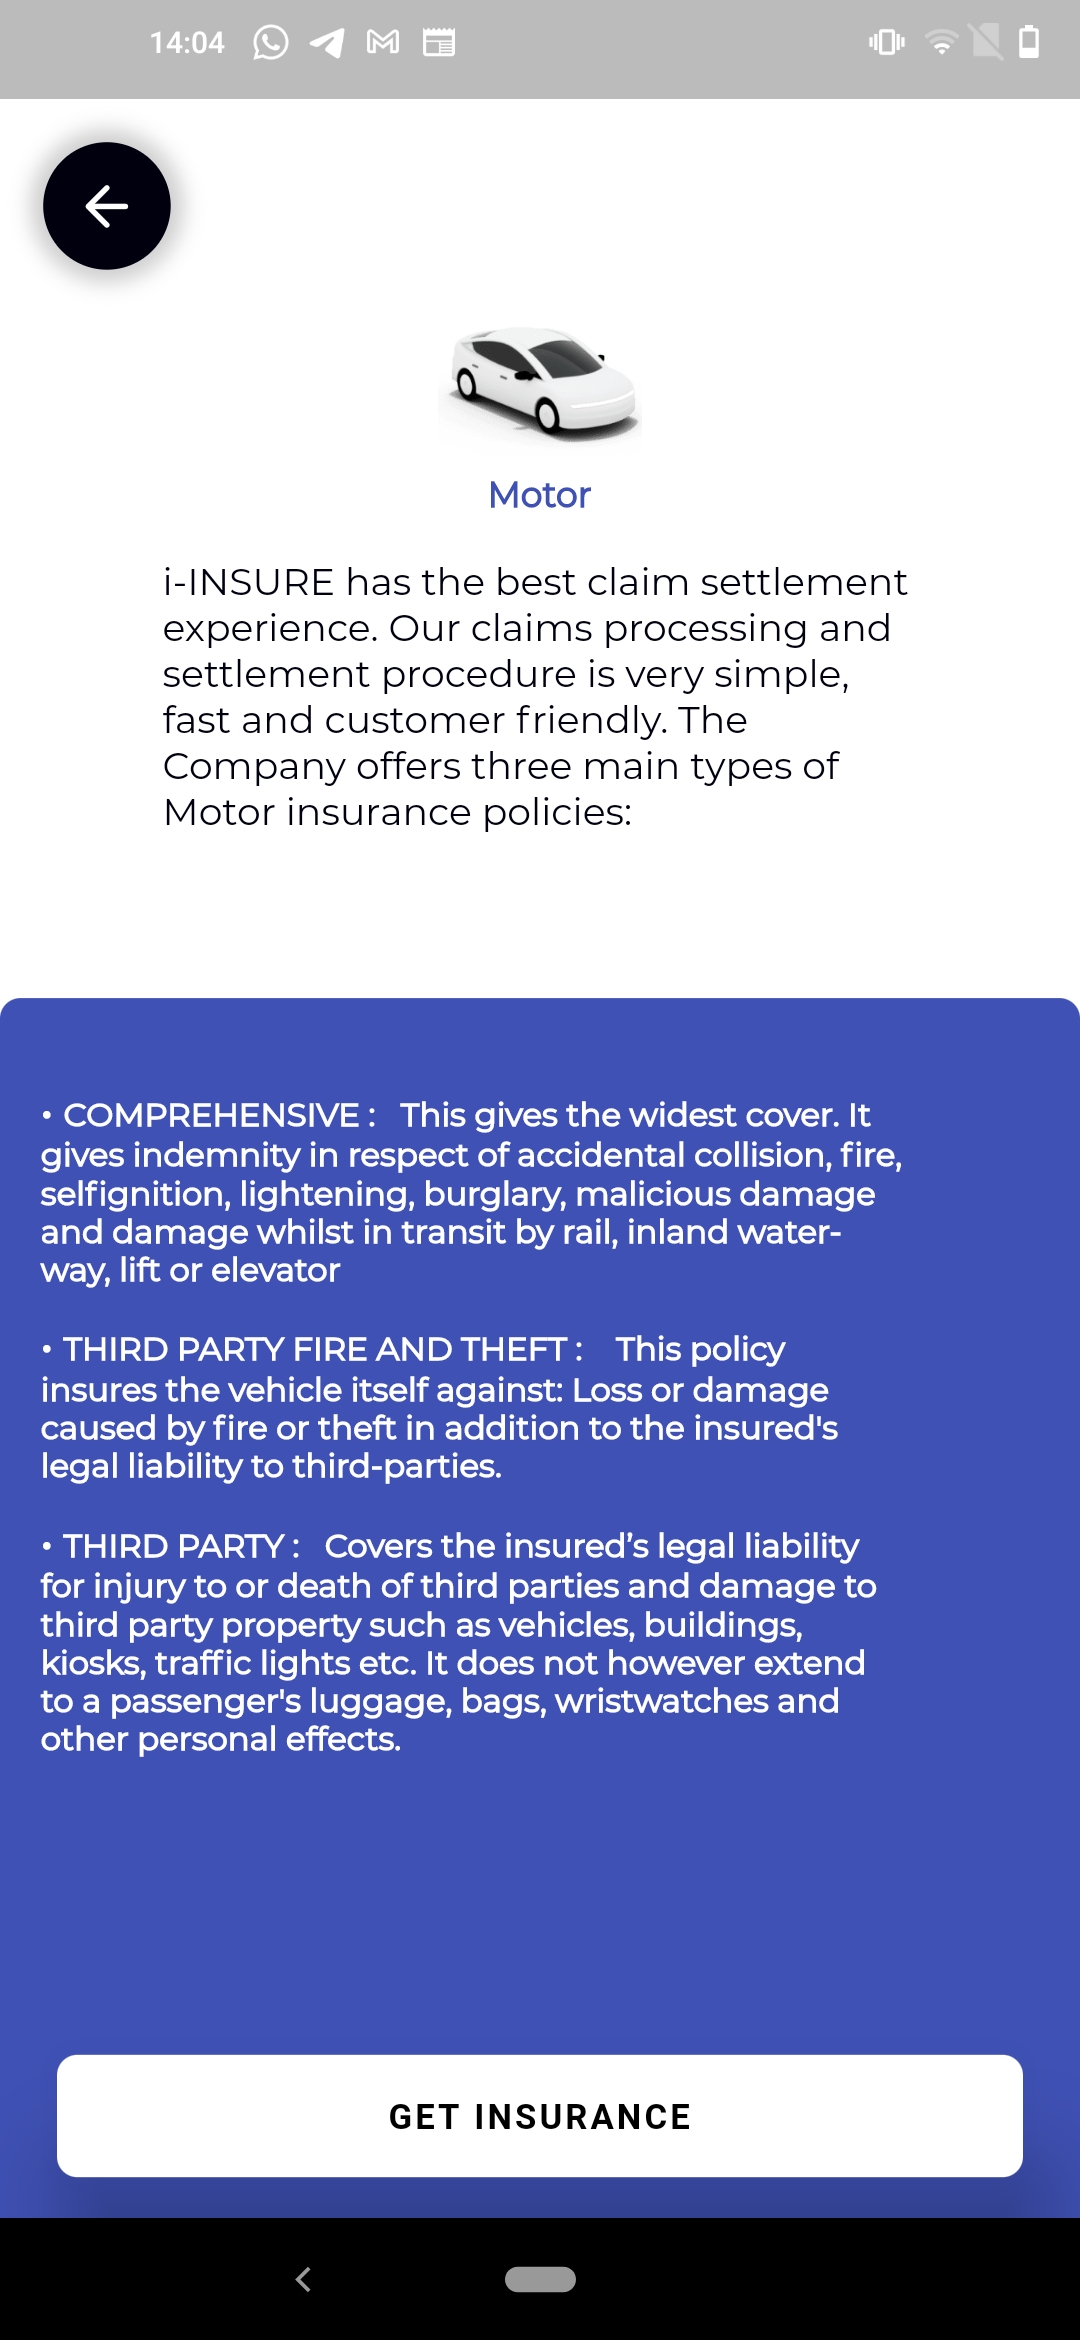 14:04
Motor
i-INSURE has the best claim settlement
experience. Our claims processing and
settlement procedure is very simple,
fast and customer friendly. The
Company offers three main types of
Motor insurance policies:
• COMPREHENSIVE : This gives the widest cover. It
gives indemnity in respect of accidental collision, fire,
selfignition, lightening, burglary, malicious damage
and damage whilst in transit by rail, inland water-
way, lift or elevator
• THIRD PARTY FIRE AND THEFT : This policy
insures the vehicle itself against: Loss or damage
caused by fire or theft in addition to the insured's
legal liability to third-parties.
• THIRD PARTY : Covers the insured’s legal liability
for injury to or death of third parties and damage to
third party property such as vehicles, buildings,
kiosks, traffic lights etc. It does not however extend
to a passenger's luggage, bags, wristwatches and
other personal effects.
GET INSURANCE